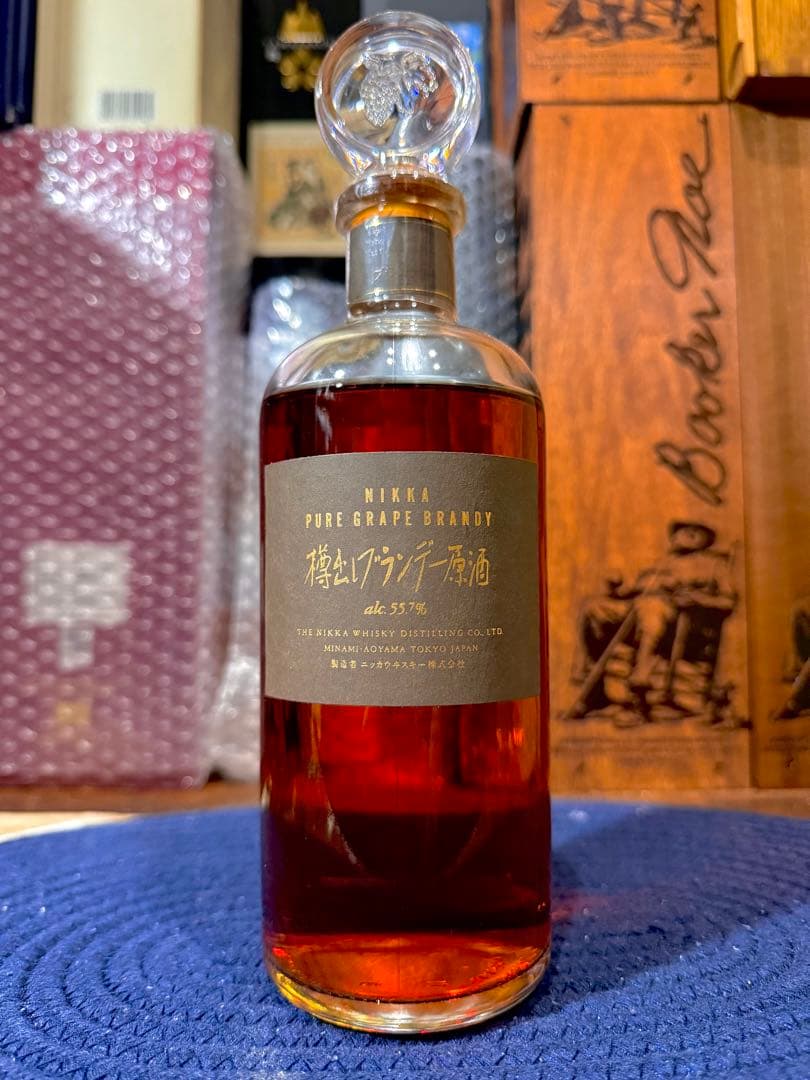 NIKKA
PURE GRAPE BRANDY
樽出しブランデー原酒
alc. 55.7%
THE NIKKA WHISKY DISTILLING CO., LTD.
MINAMI-AOYAMA TOKYO JAPAN
製造者 ニッカウヰスキー株式会社
Booker Noe